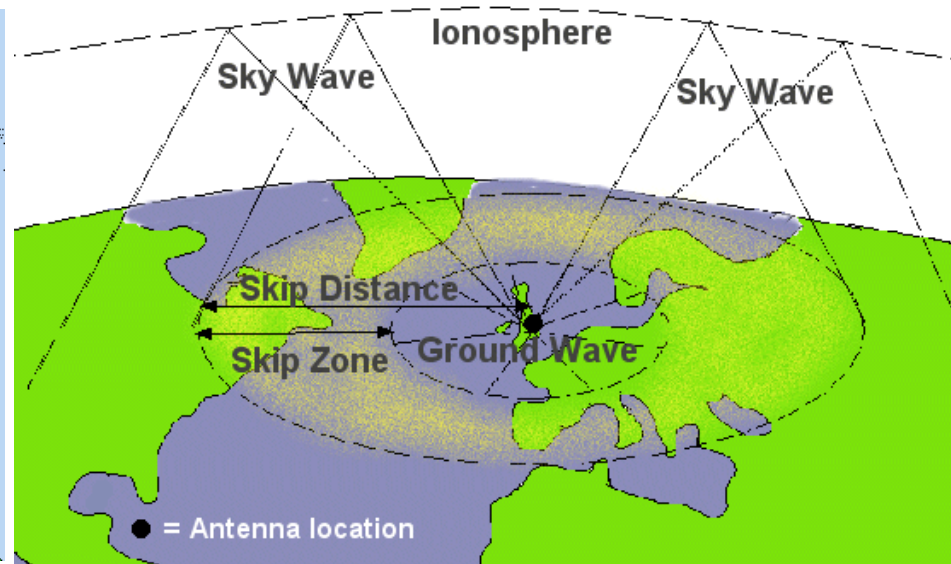 Ionosphere
Sky Wave
Sky Wave
Skip Distance
Skip Zone
Ground Wave
= Antenna location